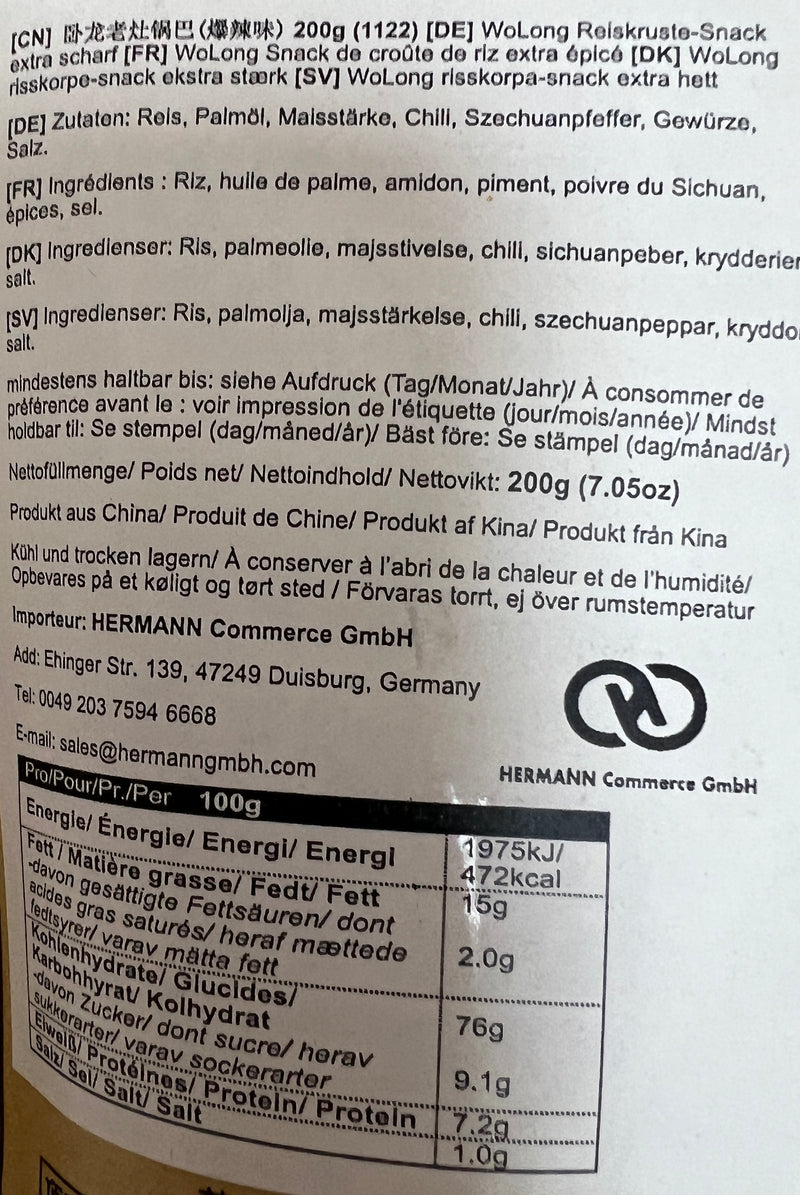 [CN] 卧龙老灶锅巴（爆辣味）200g (1122) [DE] WoLong Reiskruste-Snack
extra scharf [FR] WoLong Snack de croûte de riz extra épicé [DK] WoLong
risskorpe-snack ekstra stærk [SV] WoLong risskorpa-snack extra hett
[DE] Zutaten: Reis, Palmöl, Maisstärke, Chili, Szechuanpfeffer, Gewürze,
Salz.
[FR] Ingrédients : Riz, huile de palme, amidon, piment, poivre du Sichuan,
épices, sel.
[DK] Ingredienser: Ris, palmeolie, majsstivelse, chili, sichuanpeber, krydderier
salt.
[SV] Ingredienser: Ris, palmolja, majsstärkelse, chili, szechuanpeppar, kryddo
salt.
mindestens haltbar bis: siehe Aufdruck (Tag/Monat/Jahr)/ À consommer de
préférence avant le : voir impression de l'étiquette (jour/mois/année)/ Mindst
holdbar til: Se stempel (dag/måned/år)/ Bäst före: Se stämpel (dag/månad/år)
Nettofüllmenge/ Poids net/ Nettoindhold/ Nettovikt: 200g (7.05oz)
Produkt aus China/ Produit de Chine/ Produkt af Kina/ Produkt från Kina
Kühl und trocken lagern/ À conserver à l'abri de la chaleur et de l'humidité/
Opbevares på et køligt og tørt sted / Förvaras torrt, ej över rumstemperatur
Importeur: HERMANN Commerce GmbH
Add: Ehinger Str. 139, 47249 Duisburg, Germany
Tel: 0049 203 7594 6668
E-mail: sales@hermanngmbh.com
HERMANN Commerce GmbH
Pro/Pour/Pr./Per 100g
Energie/ Énergie/ Energi/ Energi 1975kJ/
472kcal
Fett / Matière grasse/ Fedt/ Fett 15g
-davon gesättigte Fettsäuren/ dont
acides gras saturés/ heraf mættede
fedtsyrer/ varav mätta fett 2.0g
Kohlenhydrate/ Glucides/
Karbohhyrat/ Kolhydrat 76g
-davon Zucker/ dont sucre/ herav
sukkerarter/ varav sockerarter 9.1g
Eiweiß/ Protéines/ Protein/ Protein 7.2g
Salz/ Sel/ Salt/ Salt 1.0g